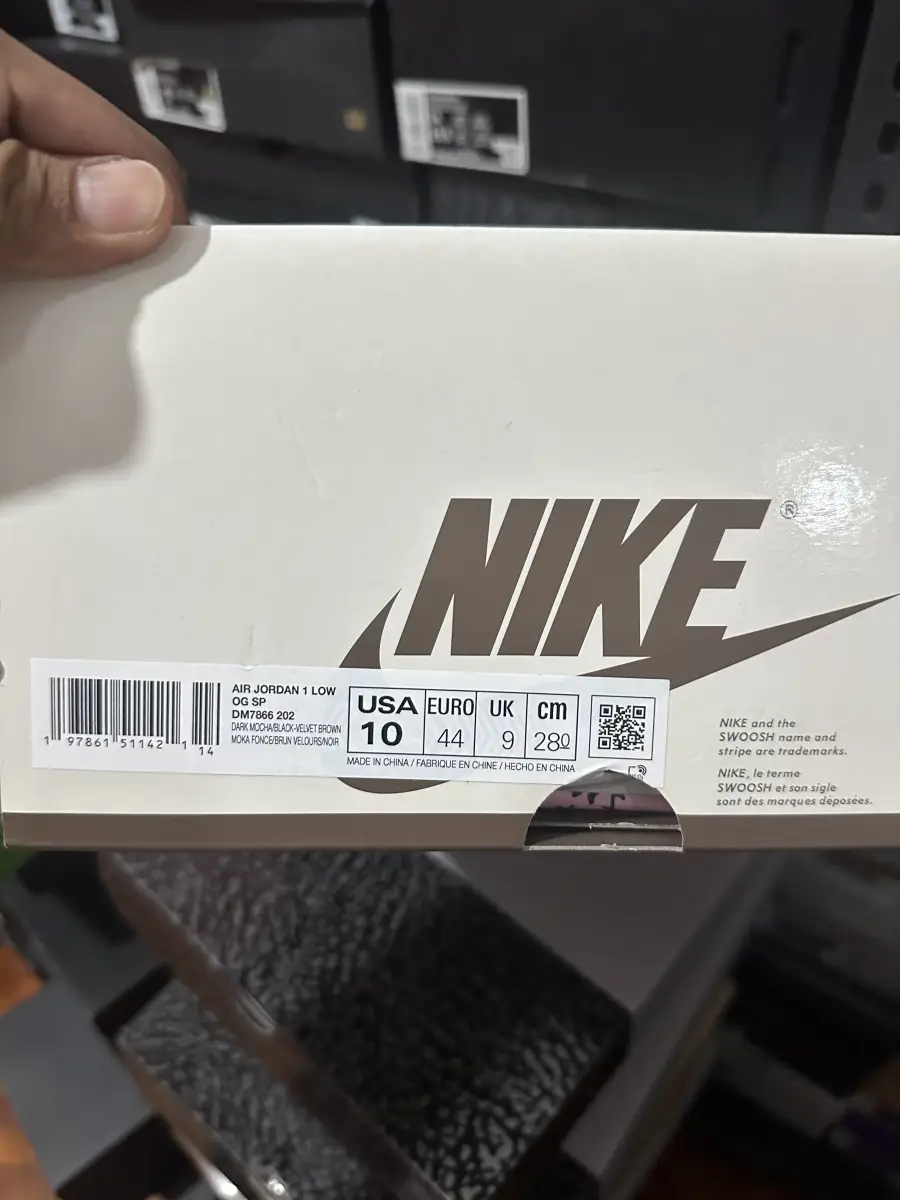 NIKE®
AIR JORDAN 1 LOW
OG SP
DM7866 202
DARK MOCHA/BLACK-VELVET BROWN
MOKA FONCE/BRUN VELOURS/NOIR
1 97861 51142 1 14
USA
10
EURO
44
UK
9
cm
280
MADE IN CHINA / FABRIQUE EN CHINE / HECHO EN CHINA
NIKE and the
SWOOSH name and
stripe are trademarks.
NIKE, le terme
SWOOSH et son sigle
sont des marques déposées.